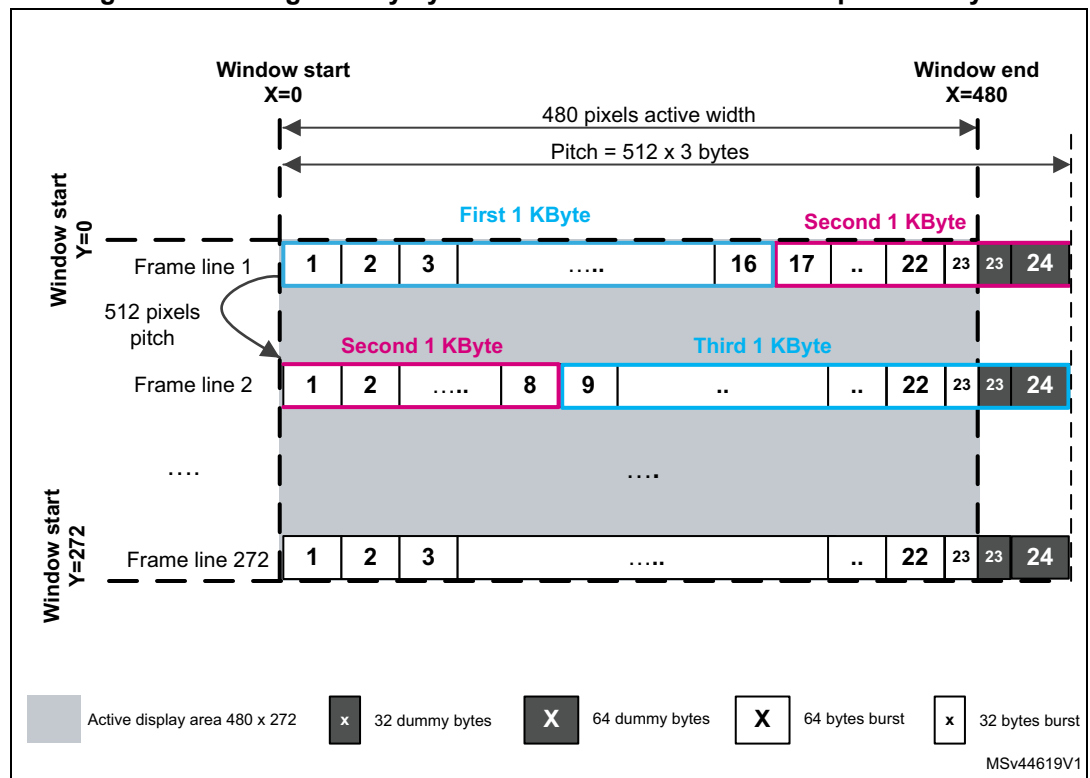 Window start
X=0
Window end
X=480
480 pixels active width
Pitch = 512 x 3 bytes
Window start
Y=0
First 1 KByte
Second 1 KByte
Frame line 1
1 2 3 ..... 16 17 .. 22 23 23 24
512 pixels
pitch
Second 1 KByte
Third 1 KByte
Frame line 2
1 2 ..... 8 9 .. .. 22 23 23 24
....
....
Window start
Y=272
Frame line 272
1 2 3 ..... .. 22 23 23 24
Active display area 480 x 272
x 32 dummy bytes
X 64 dummy bytes
X 64 bytes burst
x 32 bytes burst
MSv44619V1